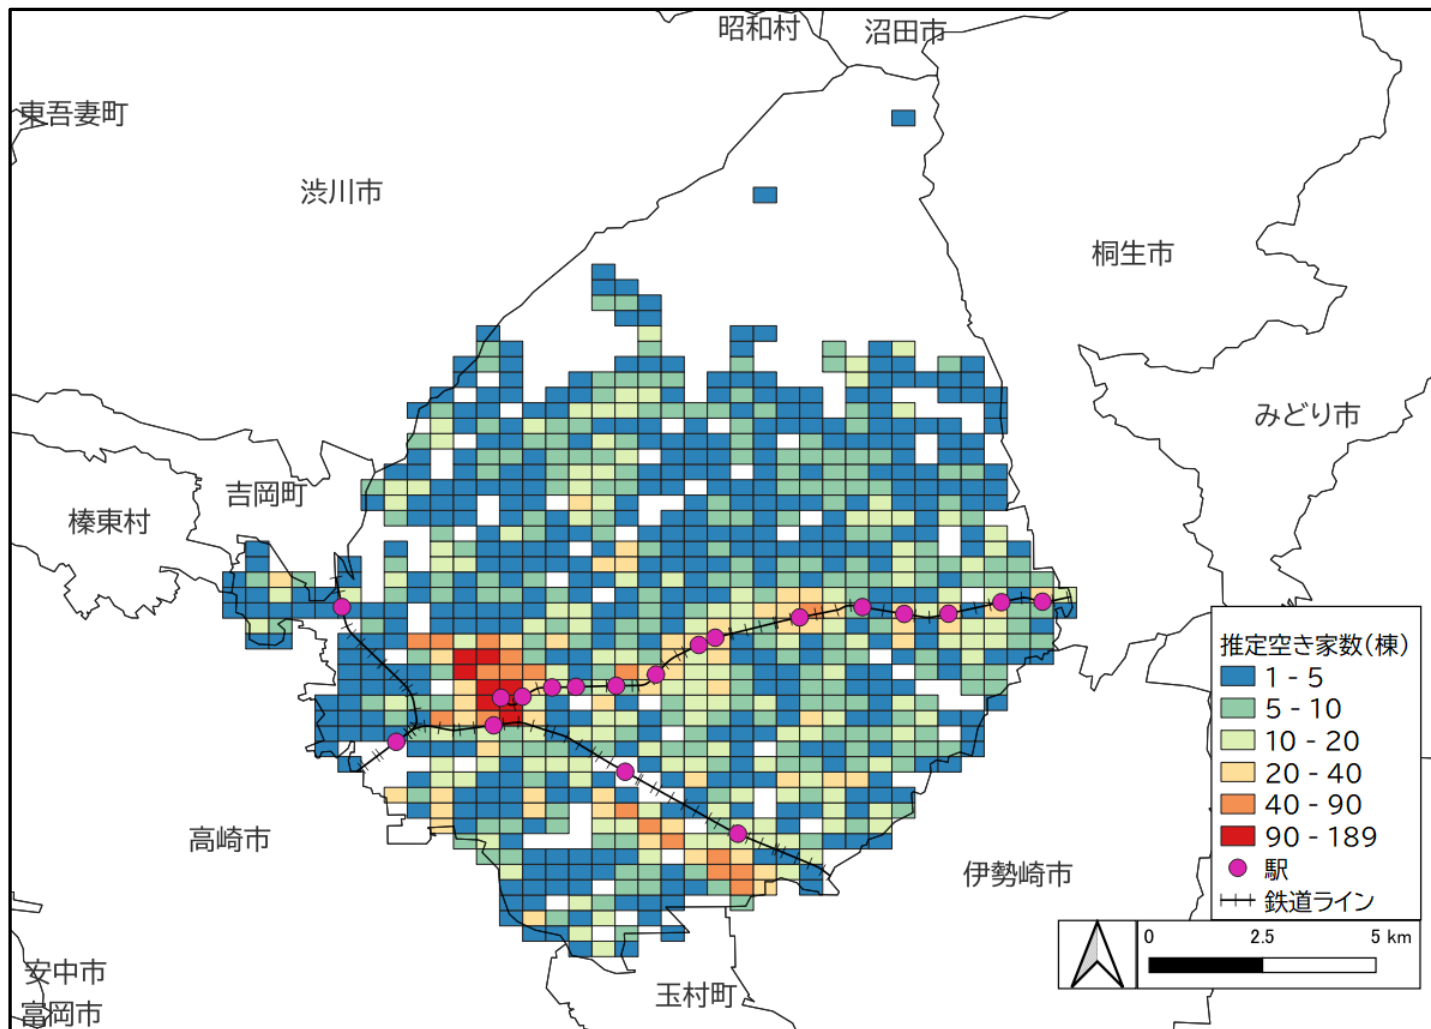 昭和村
沼田市
東吾妻町
渋川市
桐生市
みどり市
吉岡町
榛東村
高崎市
伊勢崎市
安中市
富岡市
玉村町
推定空き家数(棟)
1 - 5
5 - 10
10 - 20
20 - 40
40 - 90
90 - 189
駅
鉄道ライン
0 2.5 5 km